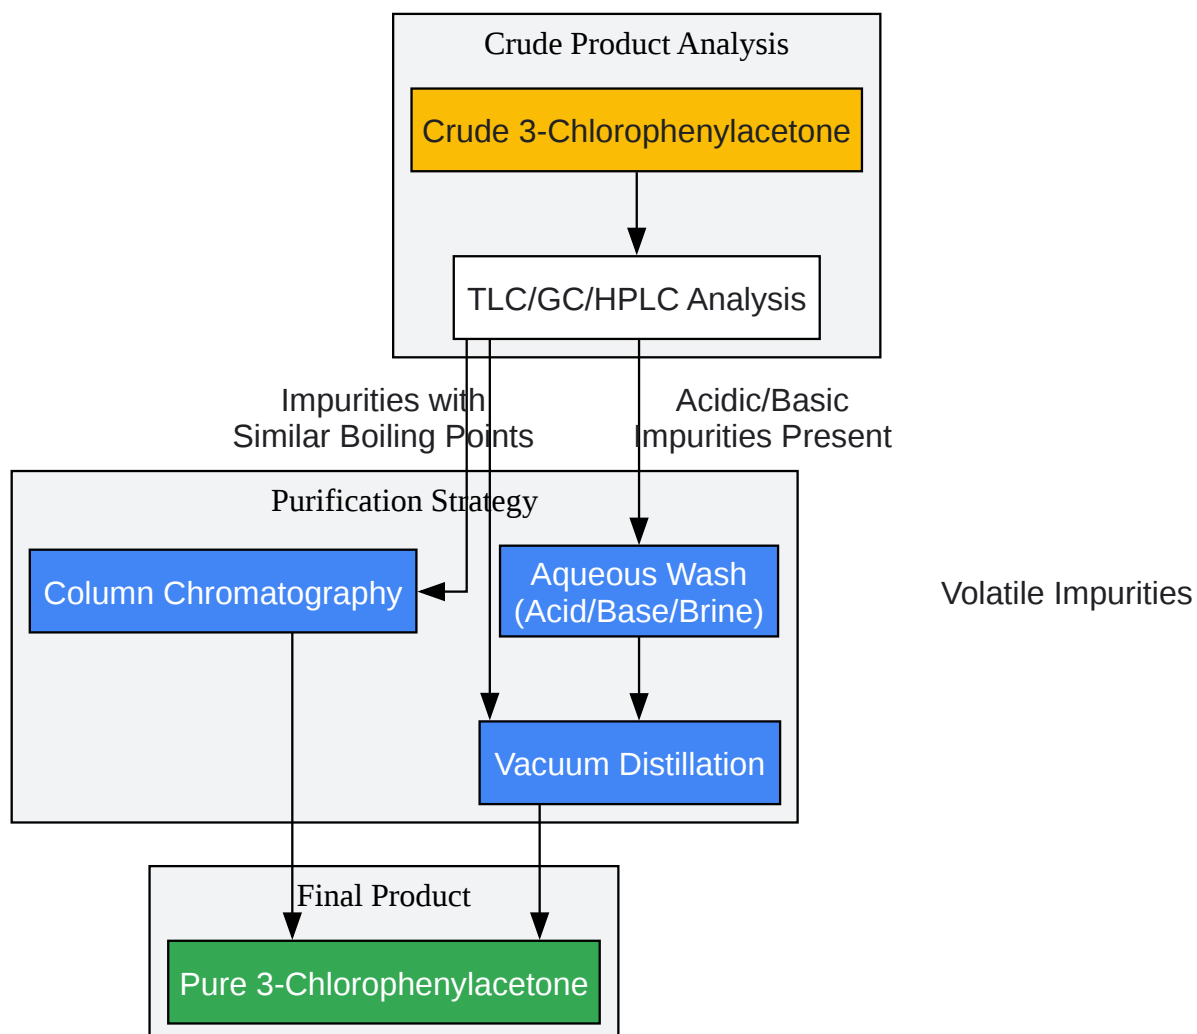 Crude Product Analysis
Crude 3-Chlorophenylacetone
TLC/GC/HPLC Analysis
Impurities with
Similar Boiling Points
Acidic/Basic
Impurities Present
Purification Strategy
Column Chromatography
Aqueous Wash
(Acid/Base/Brine)
Volatile Impurities
Vacuum Distillation
Final Product
Pure 3-Chlorophenylacetone